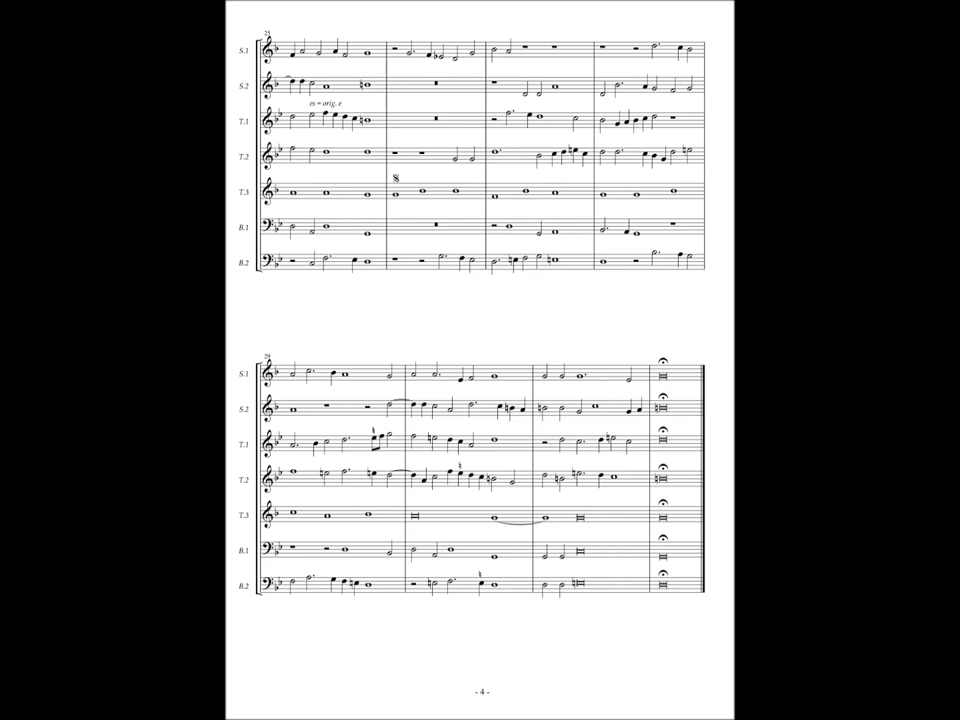 25
S.1
S.2
es = orig. e
T.1
T.2
T.3
B.1
B.2
29
S.1
S.2
T.1
T.2
T.3
B.1
B.2
- 4 -